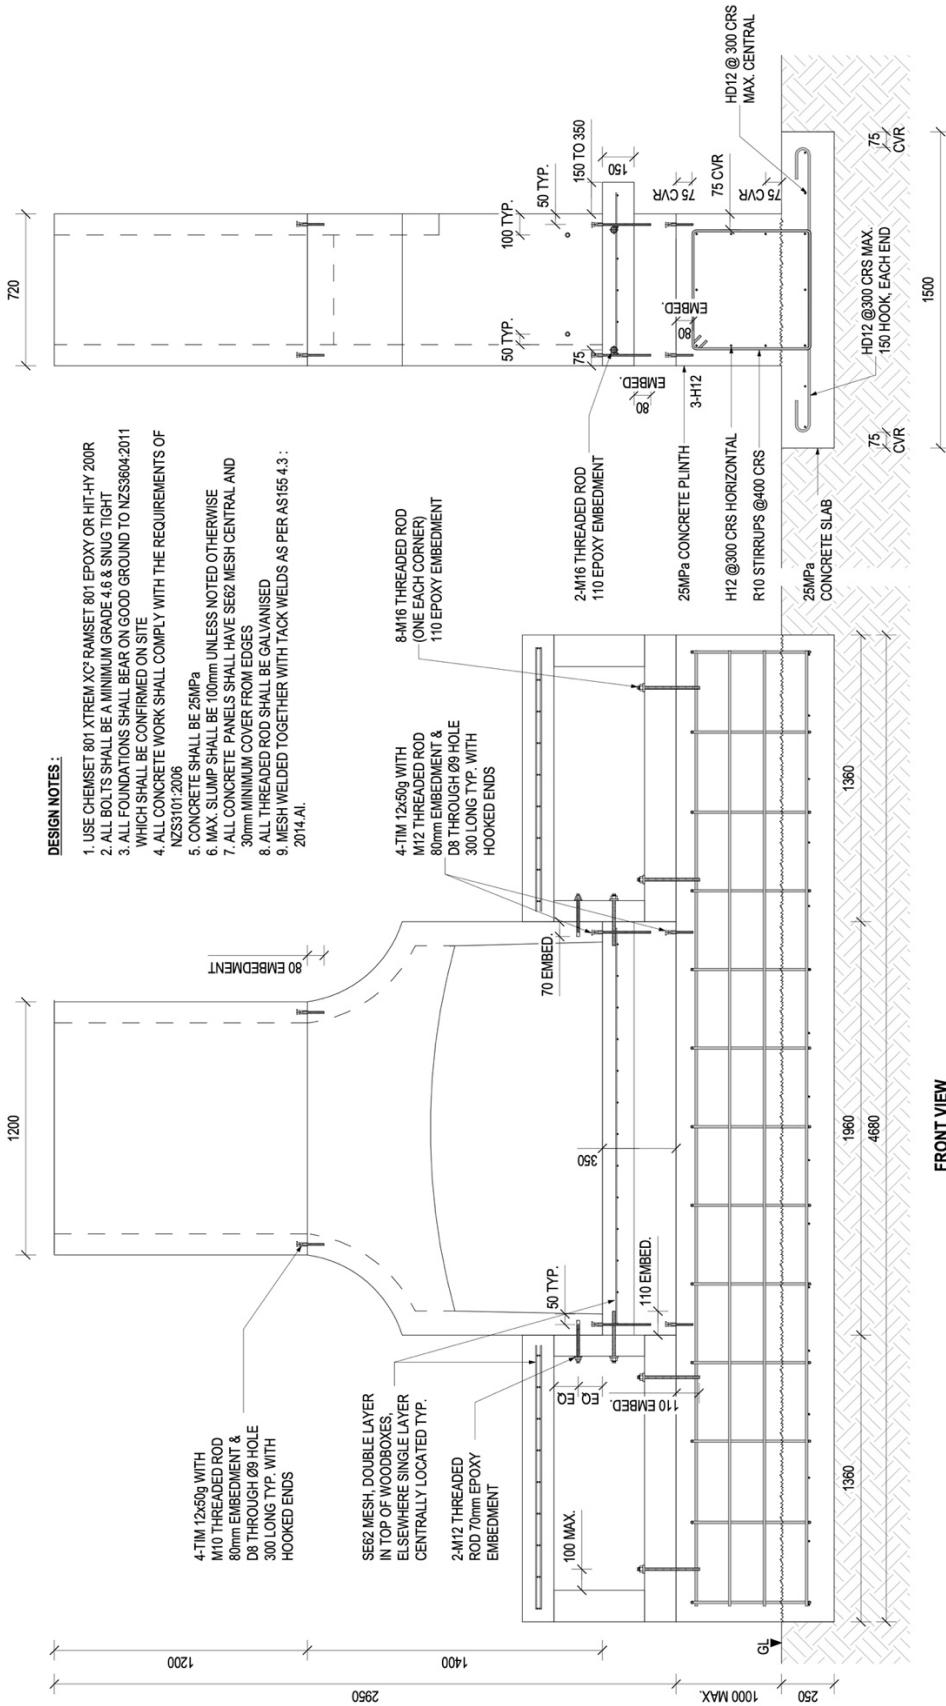 DESIGN NOTES :
1. USE CHEMSET 801 XTREM XC² RAMSET 801 EPOXY OR HIT-HY 200R
2. ALL BOLTS SHALL BE A MINIMUM GRADE 4.6 & SNUG TIGHT
3. ALL FOUNDATIONS SHALL BEAR ON GOOD GROUND TO NZS3604:2011
WHICH SHALL BE CONFIRMED ON SITE
4. ALL CONCRETE WORK SHALL COMPLY WITH THE REQUIREMENTS OF
NZS3101:2006
5. CONCRETE SHALL BE 25MPa
6. MAX. SLUMP SHALL BE 100mm UNLESS NOTED OTHERWISE
7. ALL CONCRETE PANELS SHALL HAVE SE62 MESH CENTRAL AND
30mm MINIMUM COVER FROM EDGES
8. ALL THREADED ROD SHALL BE GALVANISED
9. MESH WELDED TOGETHER WITH TACK WELDS AS PER AS155 4.3 :
2014.AI.
1200
80 EMBEDMENT
4-TIM 12x50g WITH
M10 THREADED ROD
80mm EMBEDMENT &
D8 THROUGH Ø9 HOLE
300 LONG TYP. WITH
HOOKED ENDS
SE62 MESH, DOUBLE LAYER
IN TOP OF WOODBOXES,
ELSEWHERE SINGLE LAYER
CENTRALLY LOCATED TYP.
2-M12 THREADED
ROD 70mm EPOXY
EMBEDMENT
100 MAX.
4-TIM 12x50g WITH
M12 THREADED ROD
80mm EMBEDMENT &
D8 THROUGH Ø9 HOLE
300 LONG TYP. WITH
HOOKED ENDS
8-M16 THREADED ROD
(ONE EACH CORNER)
110 EPOXY EMBEDMENT
70 EMBED.
50 TYP.
EQ
EQ
110 EMBED.
110 EMBED.
350
1200
1400
2950
1000 MAX.
250
GL
1360
1960
1360
4680
FRONT VIEW
720
50 TYP.
100 TYP.
50 TYP.
150 TO 350
150
75
80
EMBED.
2-M16 THREADED ROD
110 EPOXY EMBEDMENT
25MPa CONCRETE PLINTH
3-H12
80
EMBED.
75 CVR
75 CVR
75 CVR
H12 @300 CRS HORIZONTAL
R10 STIRRUPS @400 CRS
25MPa
CONCRETE SLAB
HD12 @ 300 CRS
MAX. CENTRAL
HD12 @300 CRS MAX.
150 HOOK, EACH END
75
CVR
75
CVR
1500